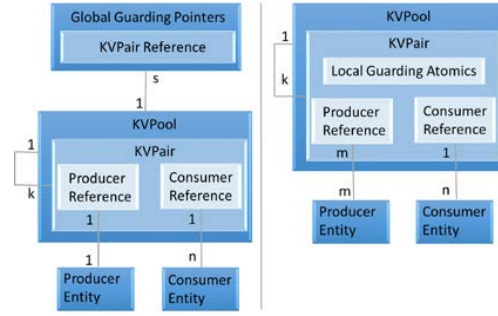 Global Guarding Pointers
KVPair Reference
s
1
KVPool
KVPair
1
k
Producer
Reference
1
Consumer
Reference
1
1
n
Producer
Entity
Consumer
Entity
KVPool
1
KVPair
Local Guarding Atomics
k
Producer
Reference
m
Consumer
Reference
1
m
n
Producer
Entity
Consumer
Entity